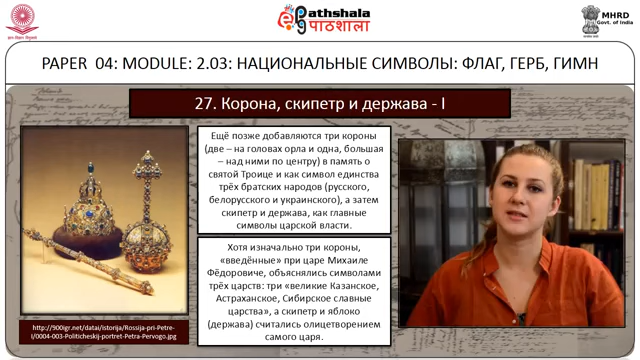 Pathshala
पाठशाला
MHRD
Govt. of India
PAPER 04: MODULE: 2.03: НАЦИОНАЛЬНЫЕ СИМВОЛЫ: ФЛАГ, ГЕРБ, ГИМН
27. Корона, скипетр и держава - I
Ещё позже добавляются три короны
(две – на головах орла и одна, большая
– над ними по центру) в память о
святой Троице и как символ единства
трёх братских народов (русского,
белорусского и украинского), а затем
скипетр и держава, как главные
символы царской власти.
Хотя изначально три короны,
«введённые» при царе Михаиле
Фёдоровиче, объяснялись символами
трёх царств: три «великие Казанское,
Астраханское, Сибирское славные
царства», а скипетр и яблоко
(держава) считались олицетворением
самого царя.
http://900igr.net/datai/istorija/Rossija-pri-Petre-
I/0004-003-Politicheskij-portret-Petra-Pervogo.jpg